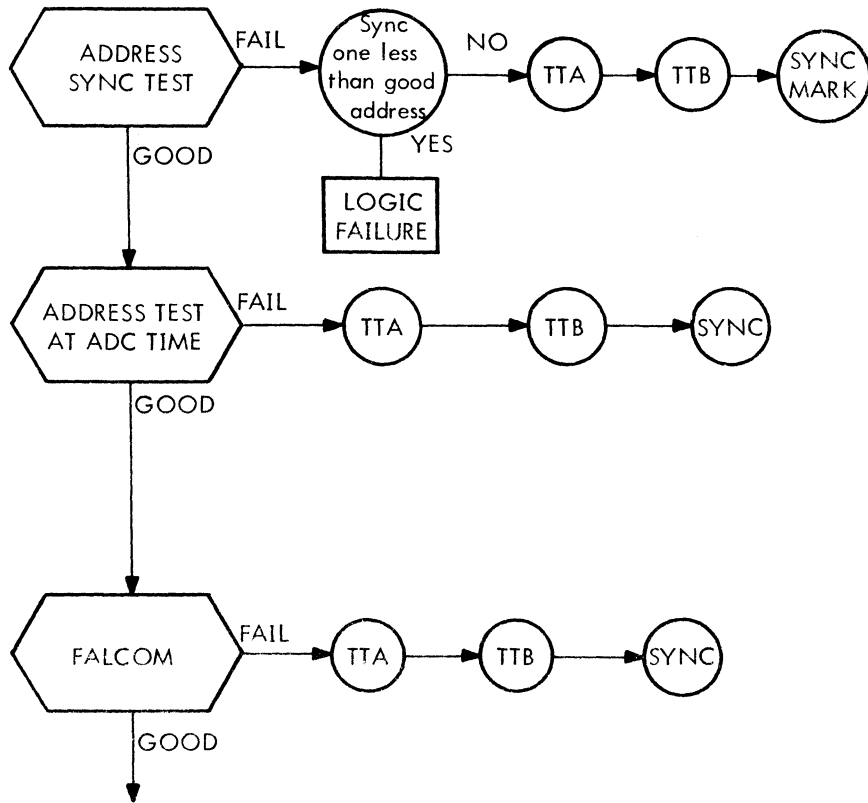 ADDRESS
SYNC TEST
FAIL
Sync
one less
than good
address
NO
TTA
TTB
SYNC
MARK
YES
LOGIC
FAILURE
GOOD
ADDRESS TEST
AT ADC TIME
FAIL
TTA
TTB
SYNC
GOOD
FALCOM
FAIL
TTA
TTB
SYNC
GOOD